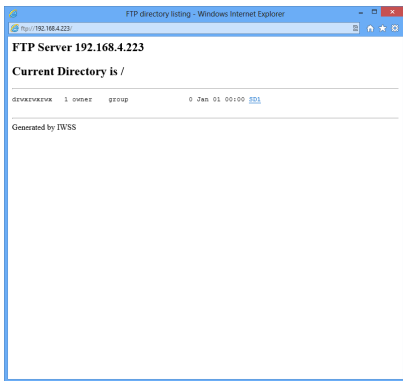 FTP directory listing - Windows Internet Explorer
ftp://192.168.4.223/
FTP Server 192.168.4.223
Current Directory is /
drwxrwxrwx 1 owner group 0 Jan 01 00:00 SD1
Generated by IWSS